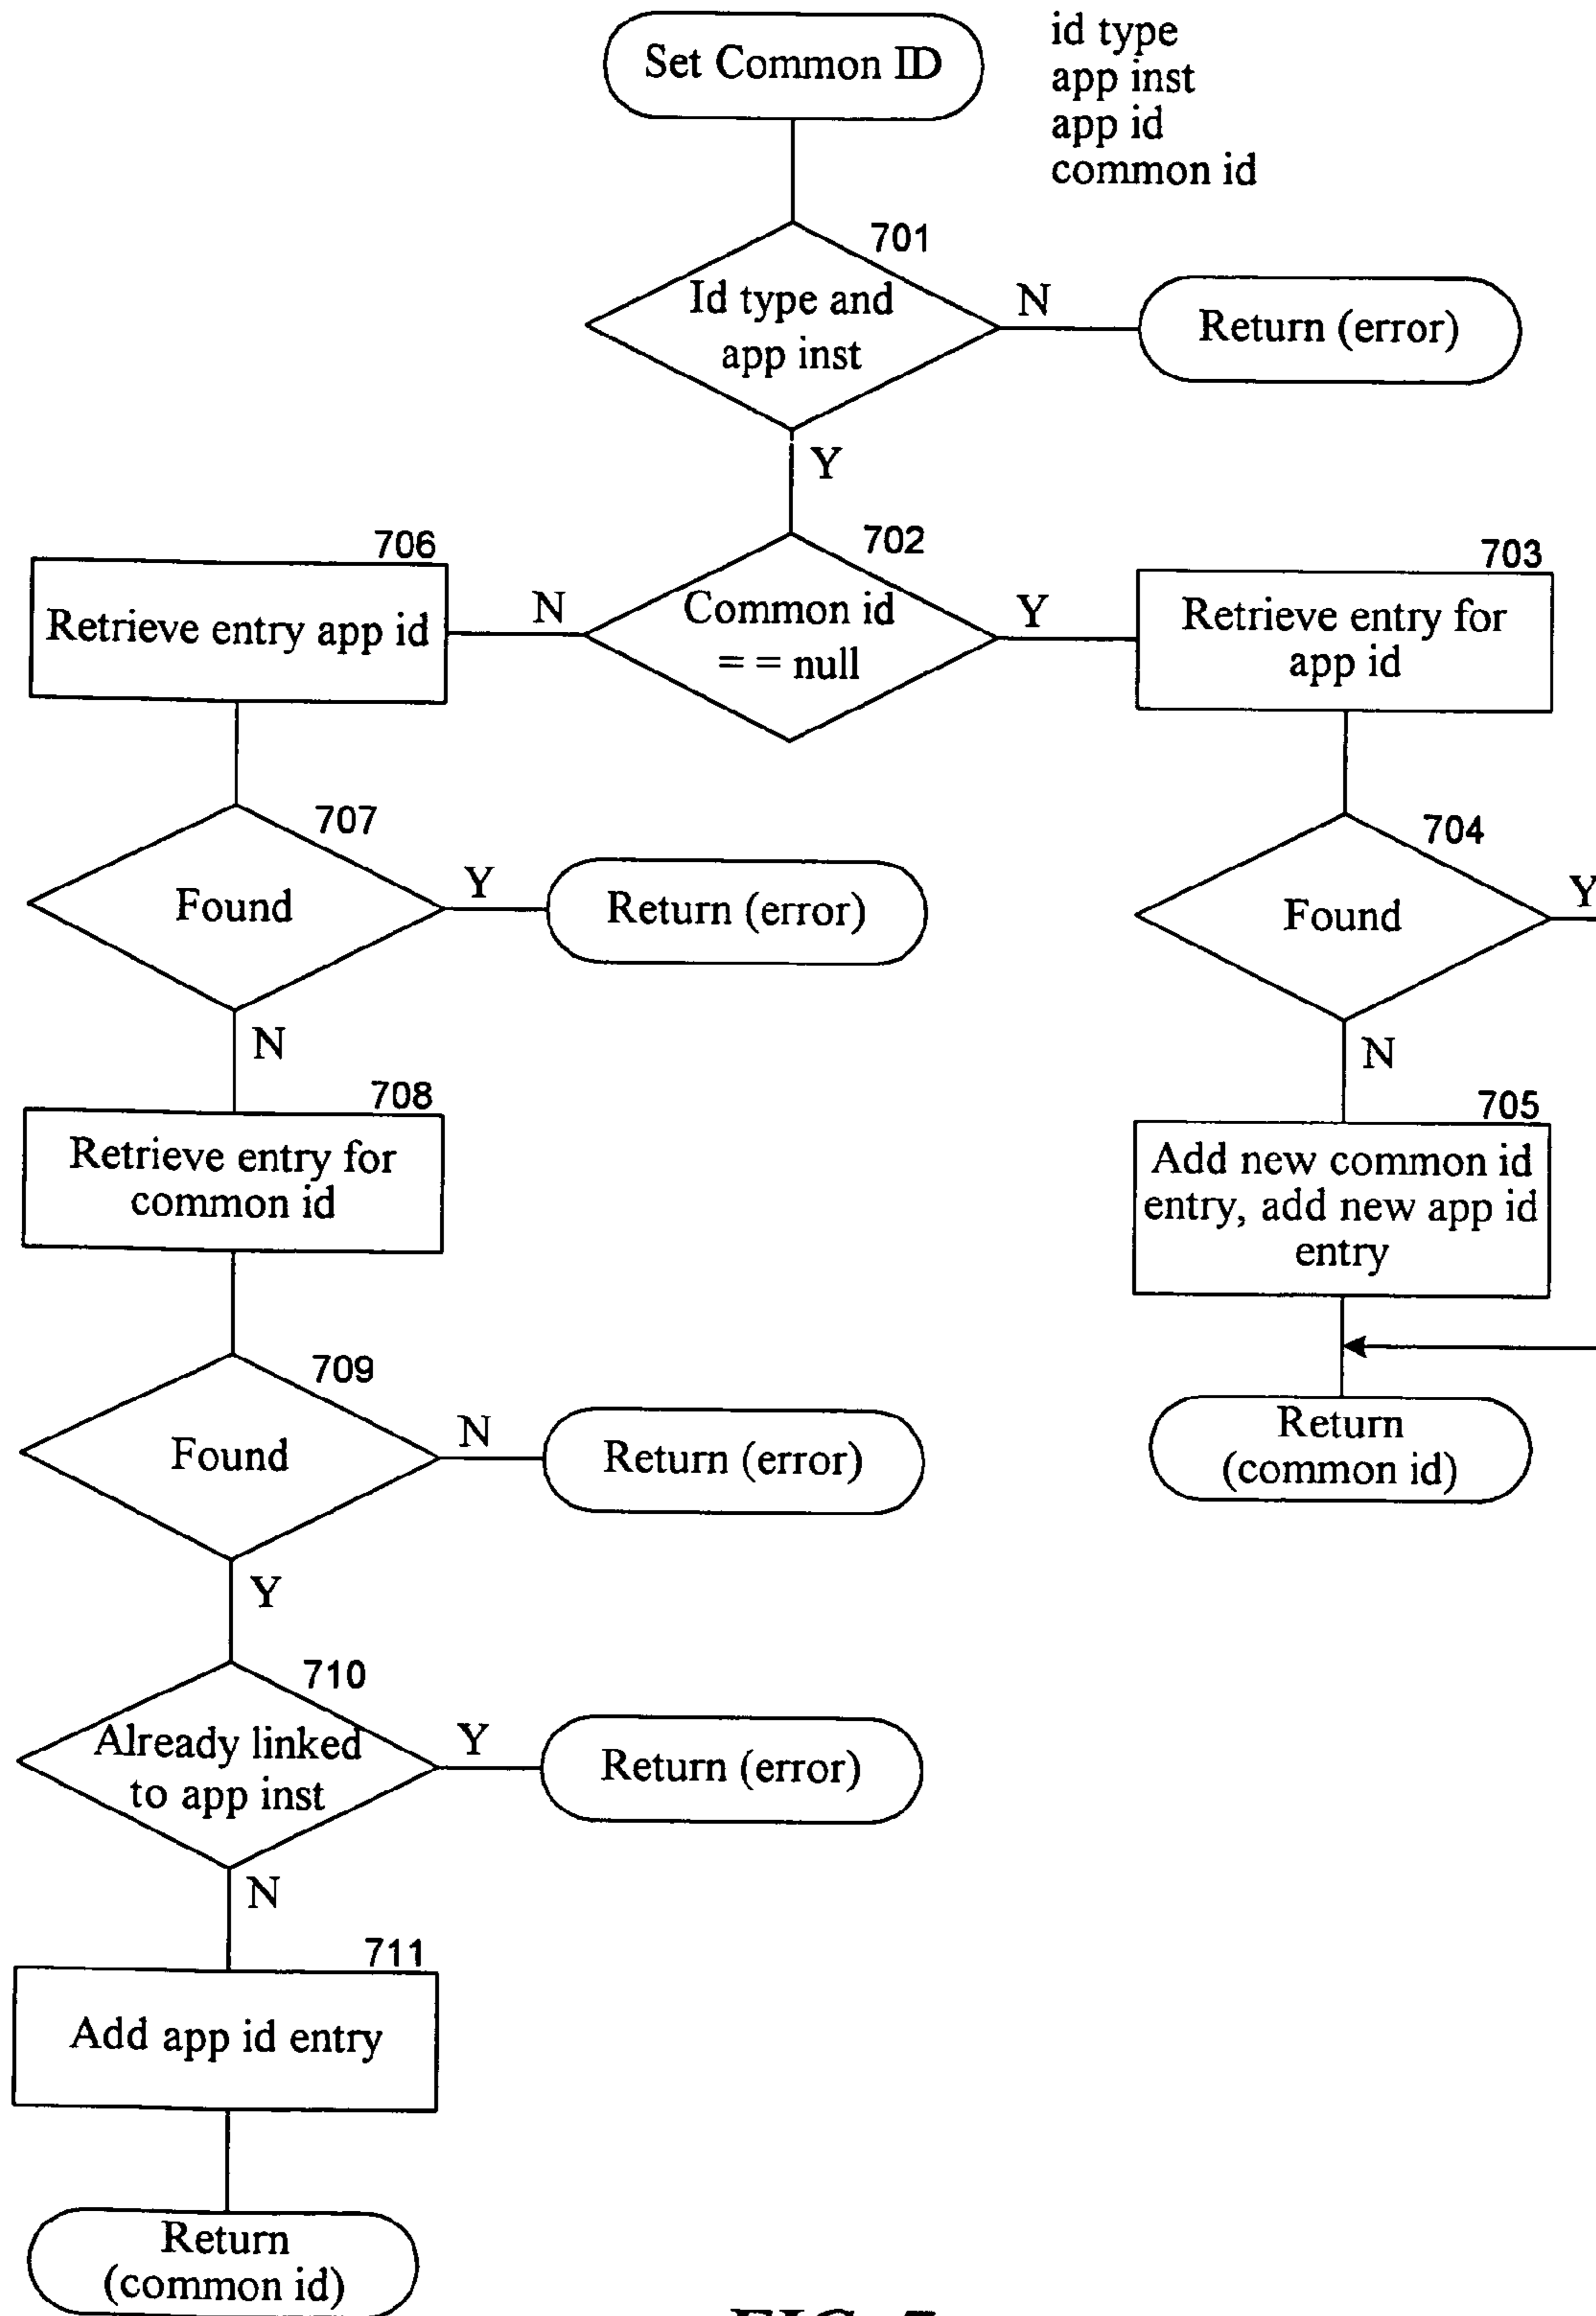 Set Common ID
id type
app inst
app id
common id
701
Id type and
app inst
N
Return (error)
Y
702
Common id
= = null
N
Y
706
Retrieve entry app id
703
Retrieve entry for
app id
707
Found
Y
Return (error)
N
704
Found
Y
N
708
Retrieve entry for
common id
705
Add new common id
entry, add new app id
entry
Return
(common id)
709
Found
N
Return (error)
Y
710
Already linked
to app inst
Y
Return (error)
N
711
Add app id entry
Return
(common id)